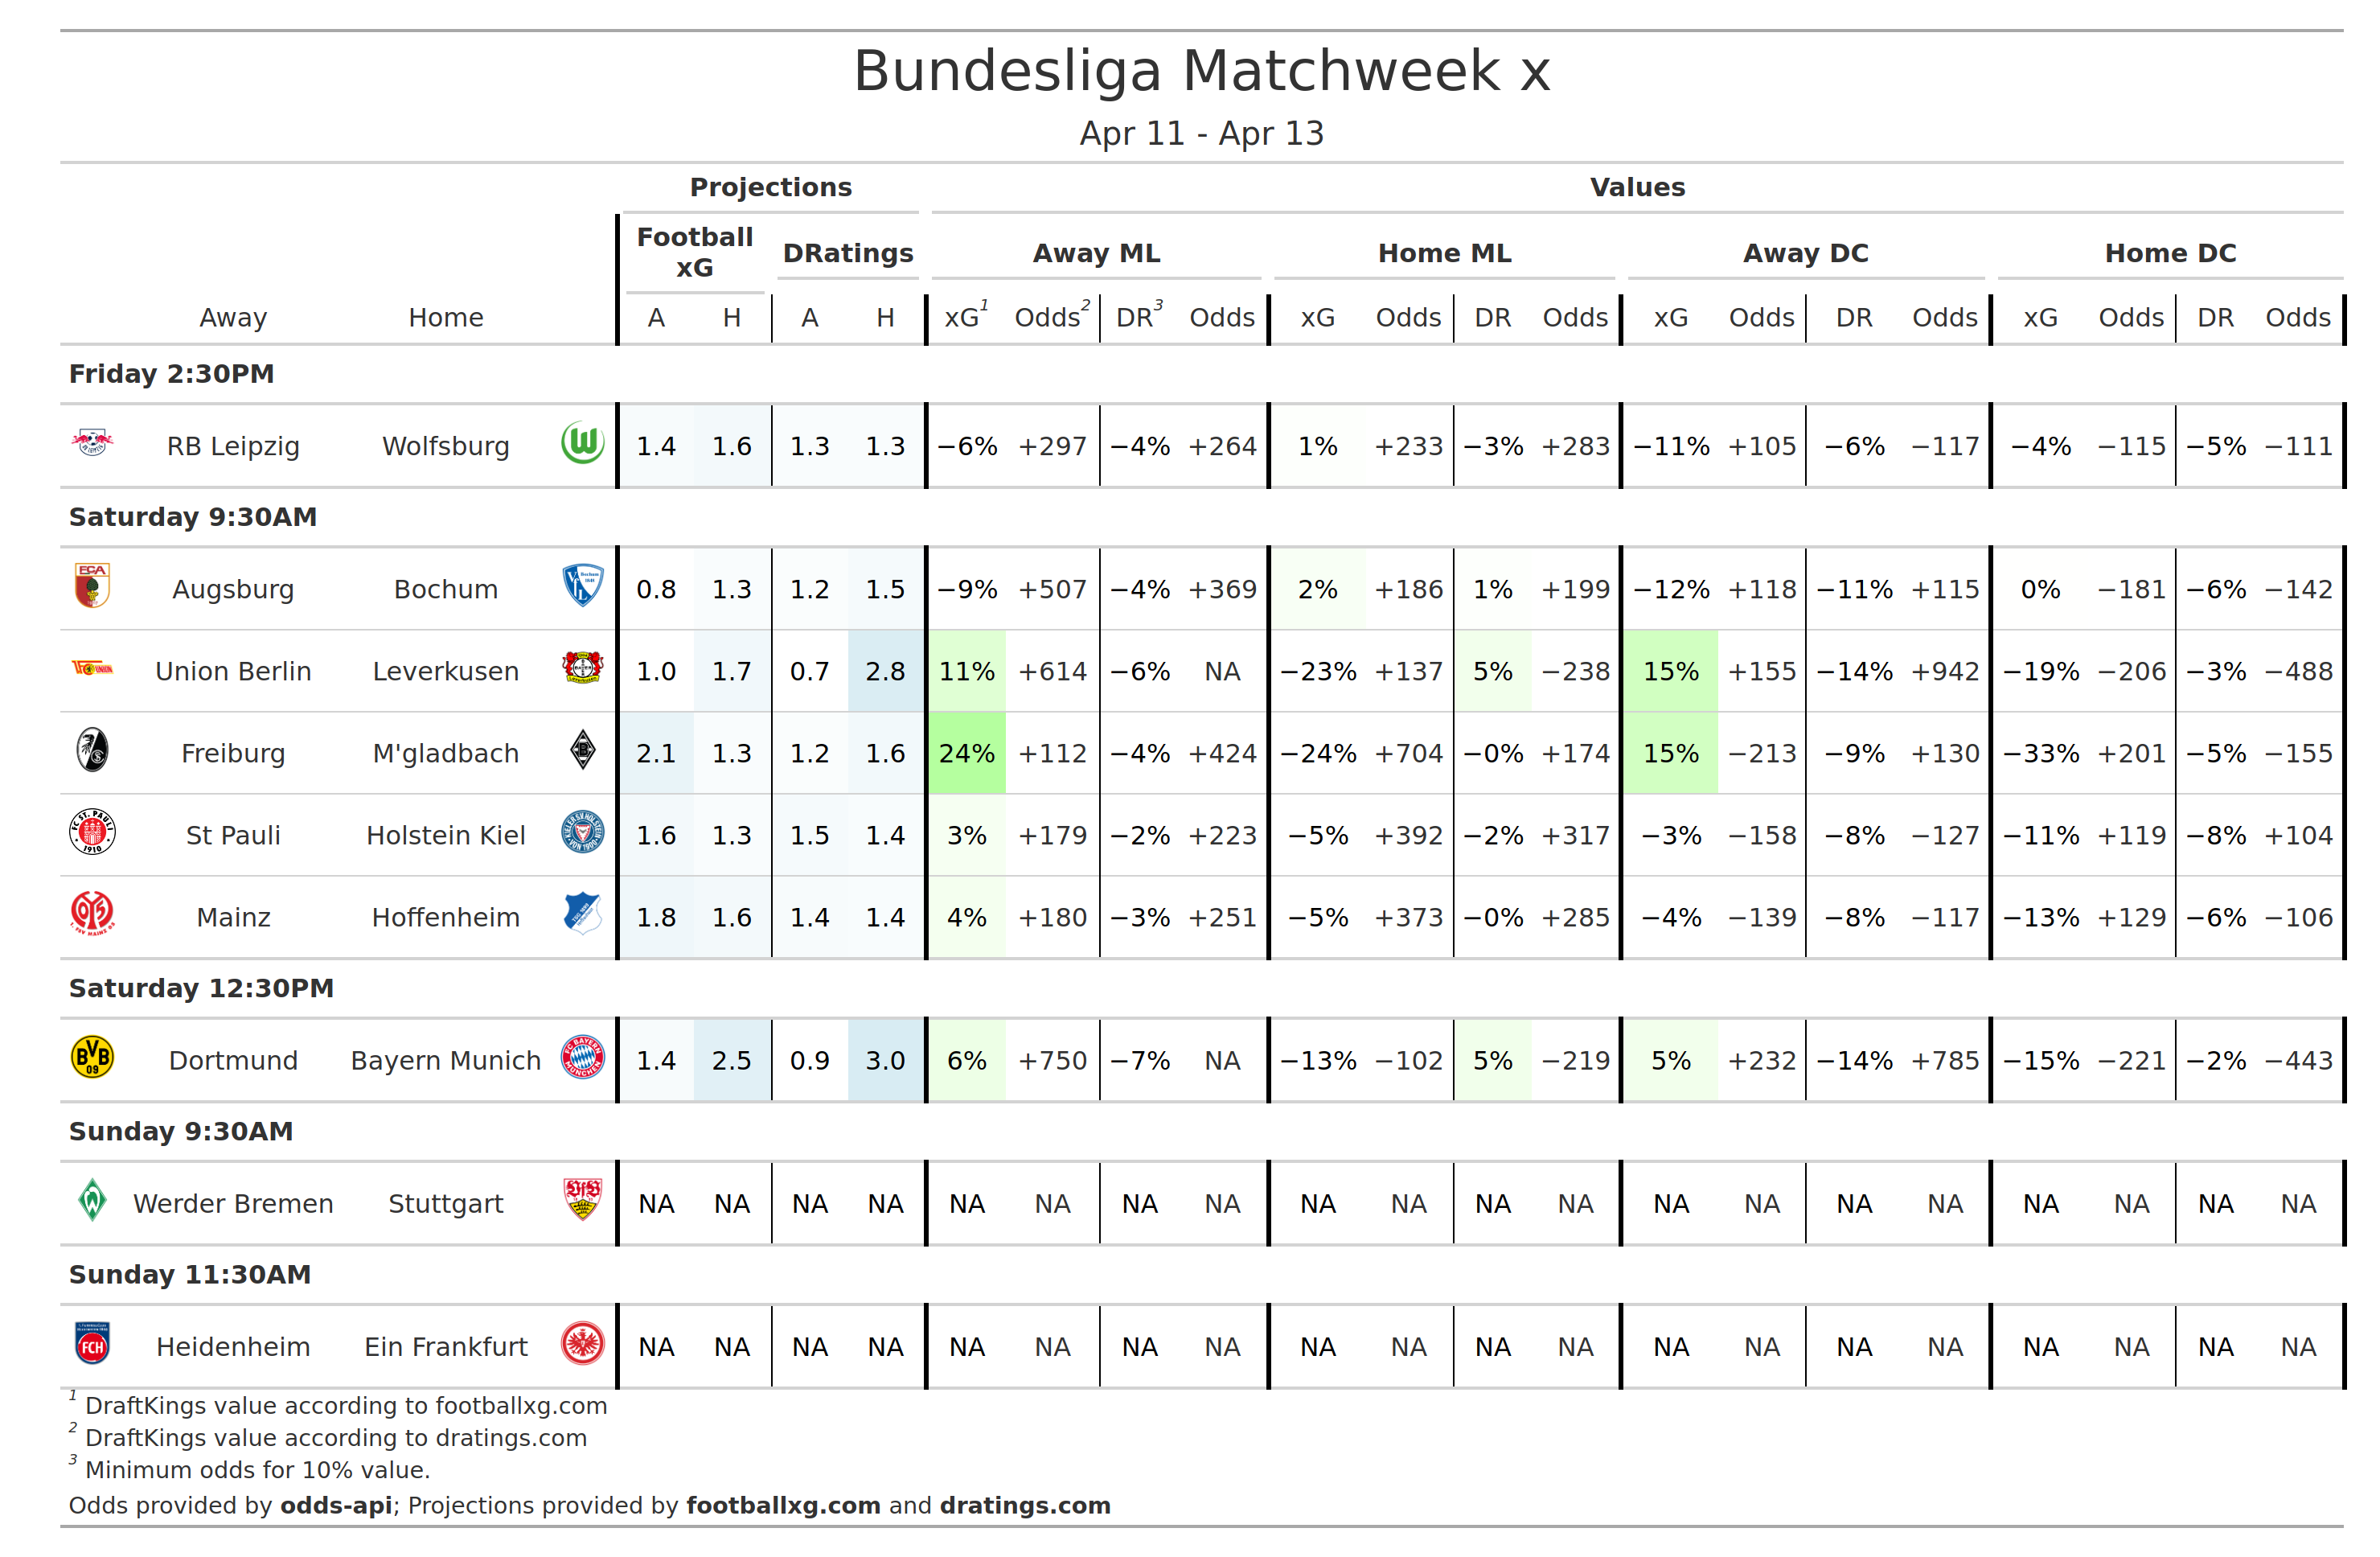 Bundesliga Matchweek x
Apr 11 - Apr 13
Projections Values
Football xG DRatings Away ML Home ML Away DC Home DC
Away Home A H A H xG1 Odds2 DR3 Odds xG Odds DR Odds xG Odds DR Odds xG Odds DR Odds
Friday 2:30PM
RB Leipzig Wolfsburg 1.4 1.6 1.3 1.3 −6% +297 −4% +264 1% +233 −3% +283 −11% +105 −6% −117 −4% −115 −5% −111
Saturday 9:30AM
Augsburg Bochum 0.8 1.3 1.2 1.5 −9% +507 −4% +369 2% +186 1% +199 −12% +118 −11% +115 0% −181 −6% −142
Union Berlin Leverkusen 1.0 1.7 0.7 2.8 11% +614 −6% NA −23% +137 5% −238 15% +155 −14% +942 −19% −206 −3% −488
Freiburg M'gladbach 2.1 1.3 1.2 1.6 24% +112 −4% +424 −24% +704 −0% +174 15% −213 −9% +130 −33% +201 −5% −155
St Pauli Holstein Kiel 1.6 1.3 1.5 1.4 3% +179 −2% +223 −5% +392 −2% +317 −3% −158 −8% −127 −11% +119 −8% +104
Mainz Hoffenheim 1.8 1.6 1.4 1.4 4% +180 −3% +251 −5% +373 −0% +285 −4% −139 −8% −117 −13% +129 −6% −106
Saturday 12:30PM
Dortmund Bayern Munich 1.4 2.5 0.9 3.0 6% +750 −7% NA −13% −102 5% −219 5% +232 −14% +785 −15% −221 −2% −443
Sunday 9:30AM
Werder Bremen Stuttgart NA NA NA NA NA NA NA NA NA NA NA NA NA NA NA NA NA NA NA NA
Sunday 11:30AM
Heidenheim Ein Frankfurt NA NA NA NA NA NA NA NA NA NA NA NA NA NA NA NA NA NA NA NA
1 DraftKings value according to footballxg.com
2 DraftKings value according to dratings.com
3 Minimum odds for 10% value.
Odds provided by odds-api; Projections provided by footballxg.com and dratings.com